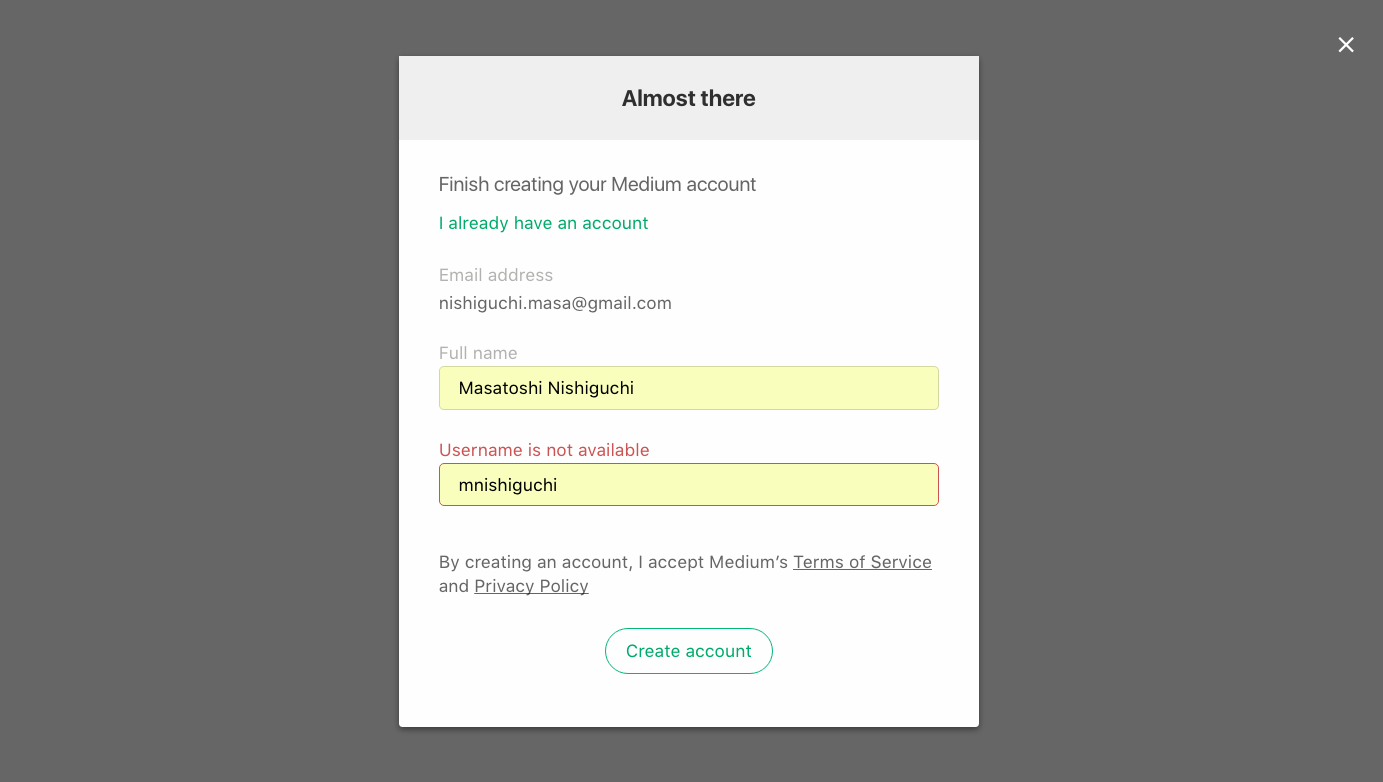 Almost there
Finish creating your Medium account
I already have an account
Email address
nishiguchi.masa@gmail.com
Full name
Masatoshi Nishiguchi
Username is not available
mnishiguchi
By creating an account, I accept Medium’s Terms of Service
and Privacy Policy
Create account